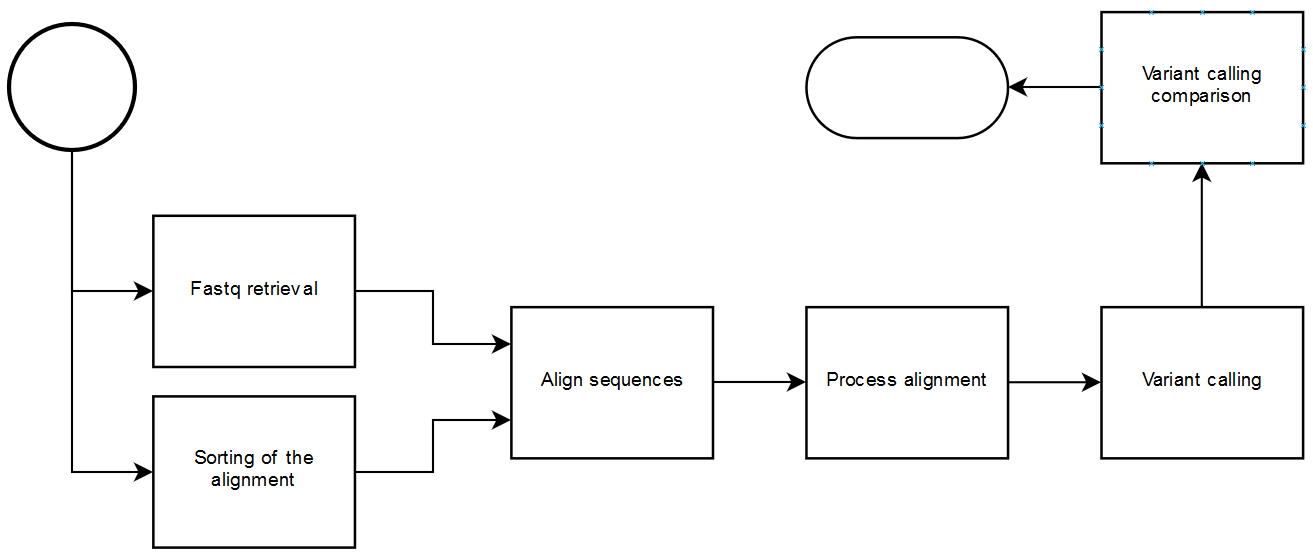 Variant calling
comparison
Fastq retrieval
Align sequences
Process alignment
Variant calling
Sorting of the
alignment